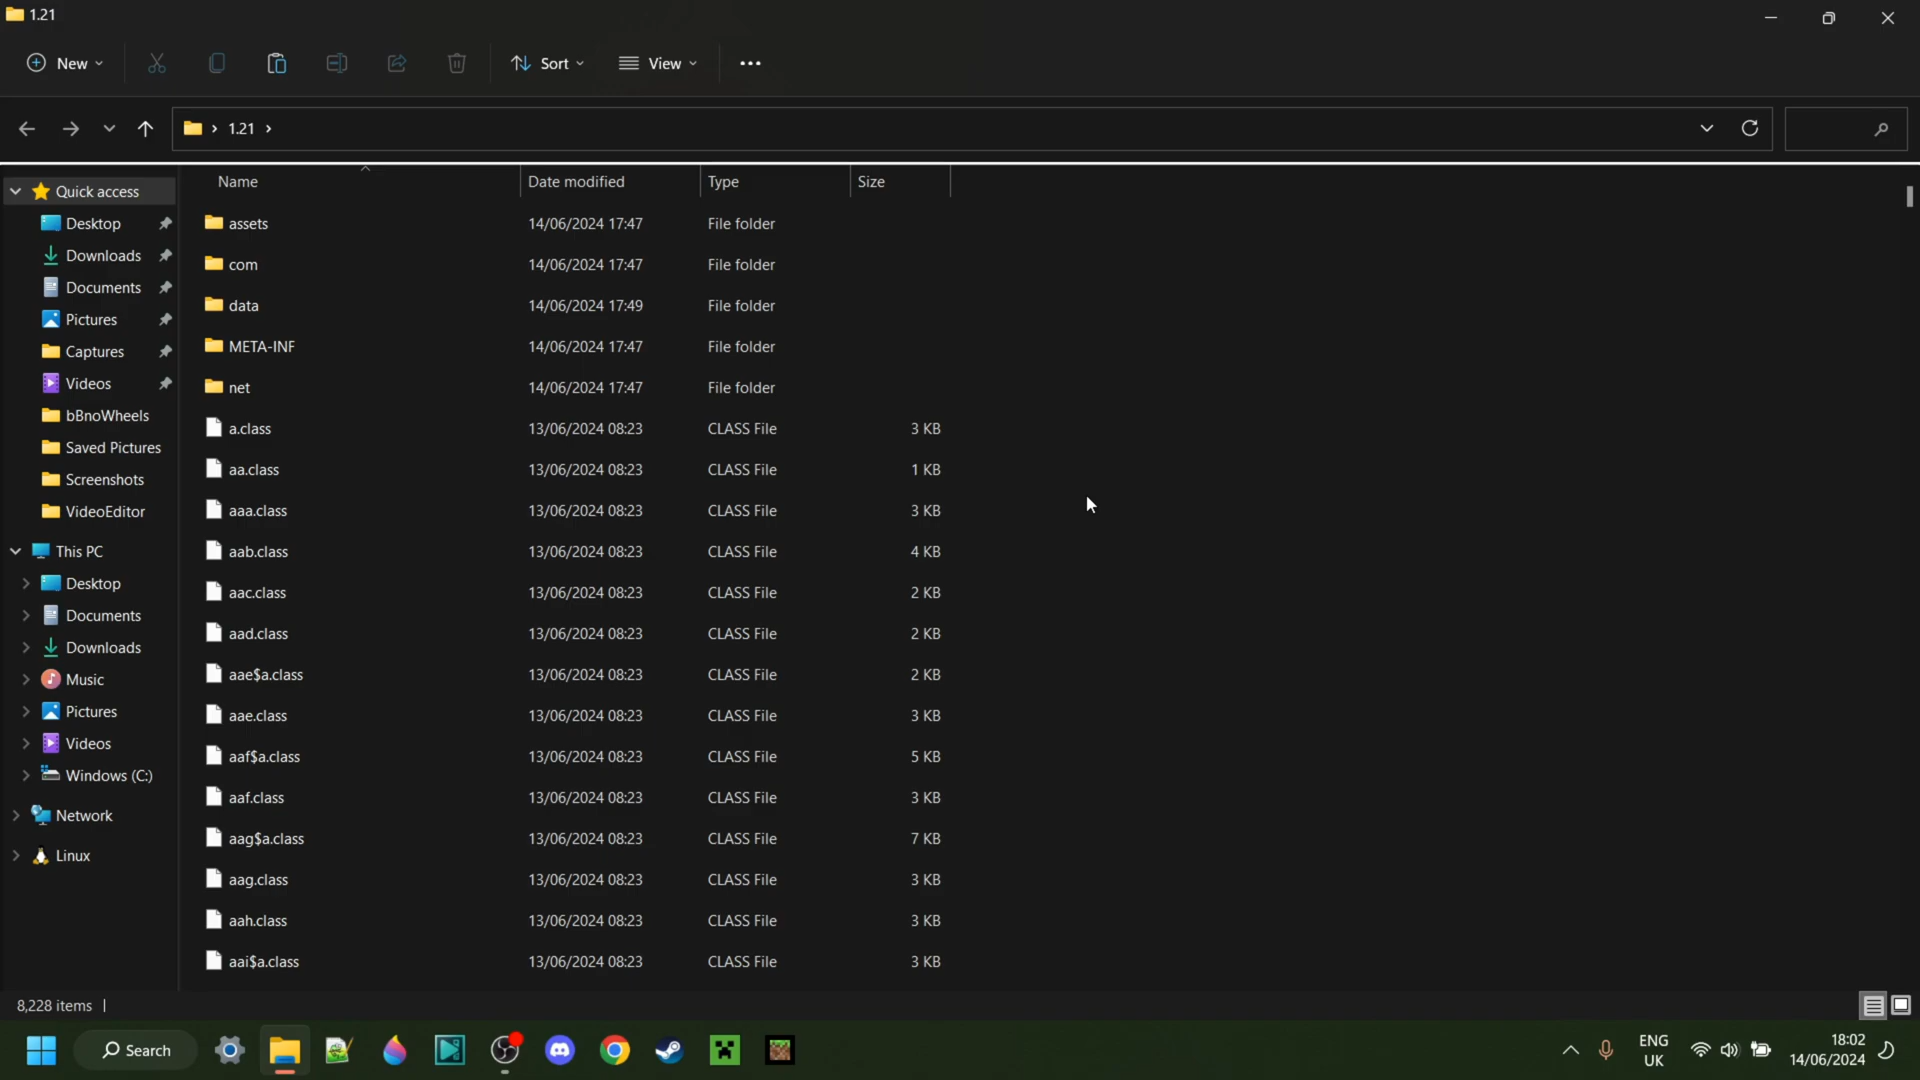 1.21
New Sort View
1.21
Name Date modified Type Size
Quick access
Desktop
Downloads
Documents
Pictures
Captures
Videos
bBnoWheels
Saved Pictures
Screenshots
VideoEditor
This PC
Desktop
Documents
Downloads
Music
Pictures
Videos
Windows (C:)
Network
Linux
assets 14/06/2024 17:47 File folder
com 14/06/2024 17:47 File folder
data 14/06/2024 17:49 File folder
META-INF 14/06/2024 17:47 File folder
net 14/06/2024 17:47 File folder
a.class 13/06/2024 08:23 CLASS File 3 KB
aa.class 13/06/2024 08:23 CLASS File 1 KB
aaa.class 13/06/2024 08:23 CLASS File 3 KB
aab.class 13/06/2024 08:23 CLASS File 4 KB
aac.class 13/06/2024 08:23 CLASS File 2 KB
aad.class 13/06/2024 08:23 CLASS File 2 KB
aae$a.class 13/06/2024 08:23 CLASS File 2 KB
aae.class 13/06/2024 08:23 CLASS File 3 KB
aaf$a.class 13/06/2024 08:23 CLASS File 5 KB
aaf.class 13/06/2024 08:23 CLASS File 3 KB
aag$a.class 13/06/2024 08:23 CLASS File 7 KB
aag.class 13/06/2024 08:23 CLASS File 3 KB
aah.class 13/06/2024 08:23 CLASS File 3 KB
aai$a.class 13/06/2024 08:23 CLASS File 3 KB
8,228 items
Search
ENG
UK
18:02
14/06/2024